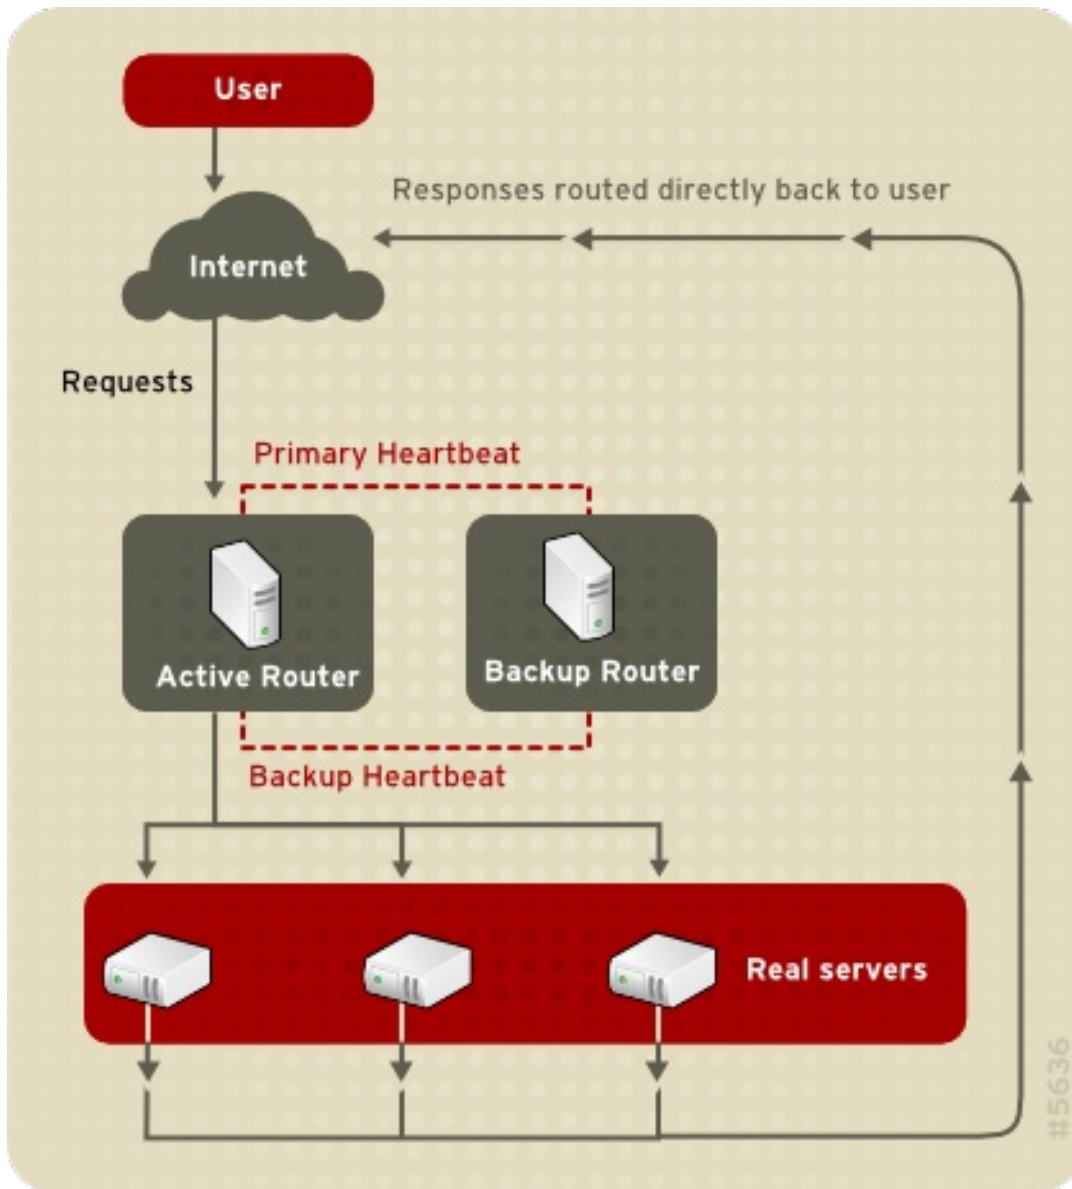 User
Responses routed directly back to user
Internet
Requests
Primary Heartbeat
Active Router
Backup Router
Backup Heartbeat
Real servers
#5636